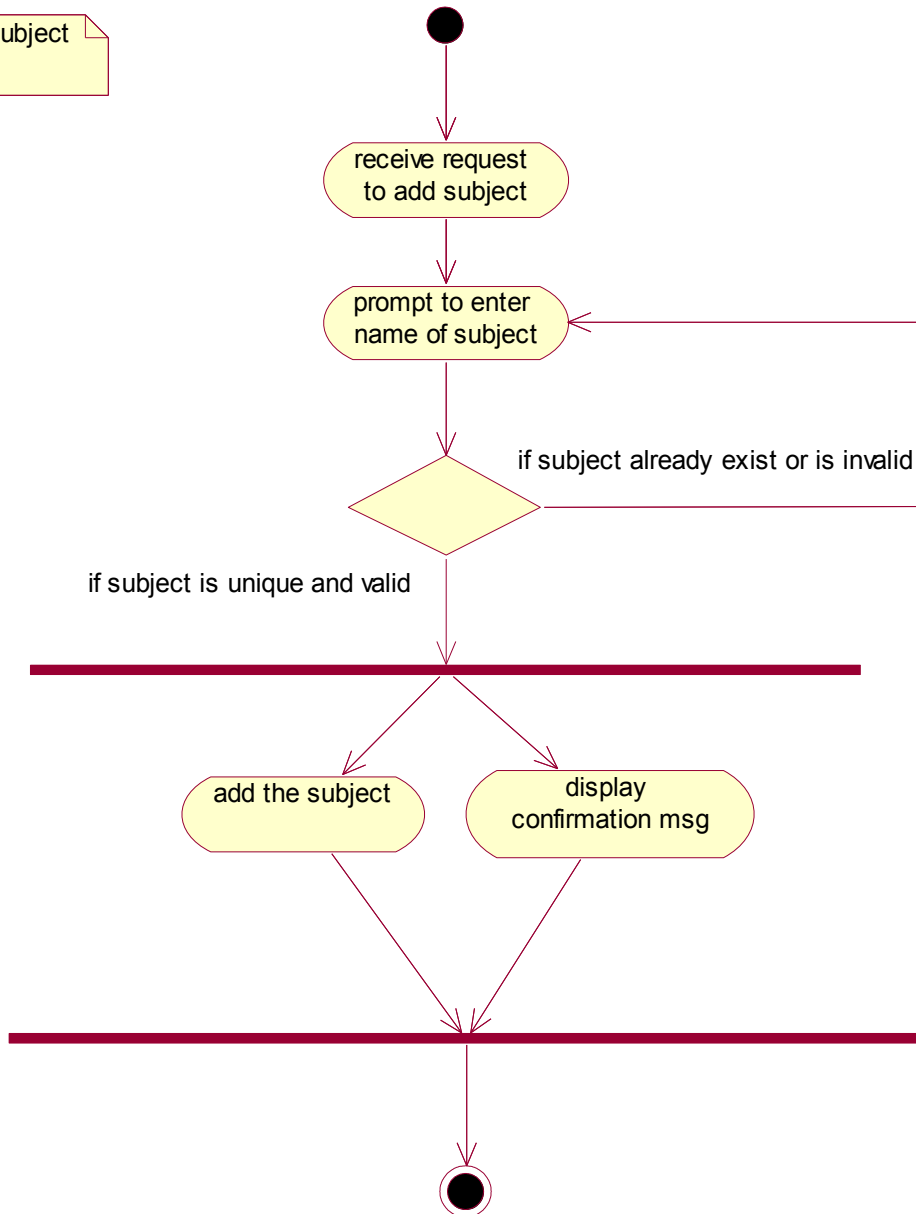 ubject
receive request
to add subject
prompt to enter
name of subject
if subject already exist or is invalid
if subject is unique and valid
add the subject
display
confirmation msg